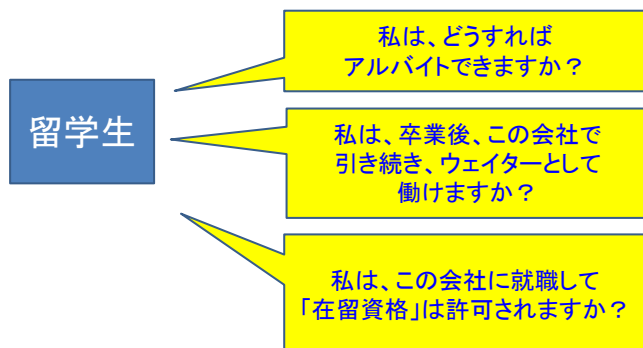 留学生
私は、どうすれば
アルバイトできますか？
私は、卒業後、この会社で
引き続き、ウェイターとして
働けますか？
私は、この会社に就職して
「在留資格」は許可されますか？